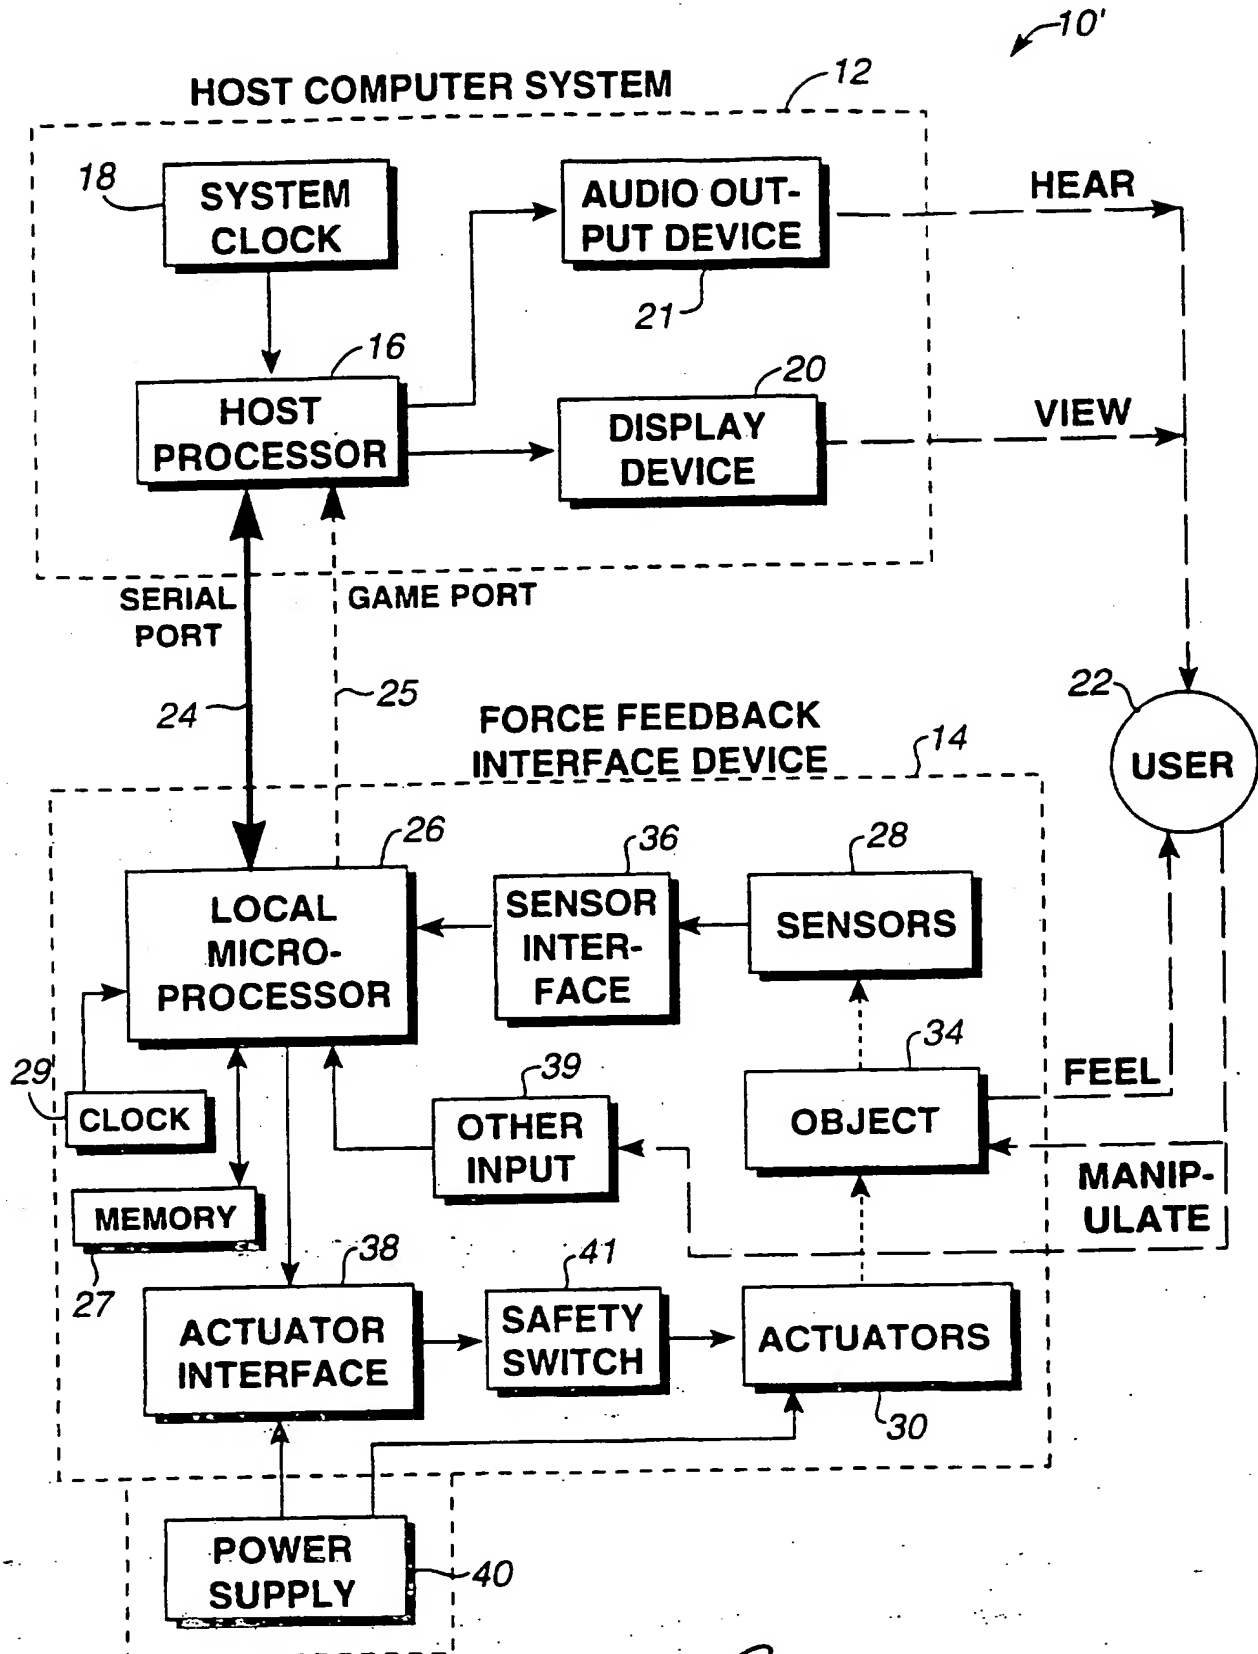 10'
HOST COMPUTER SYSTEM
12
18
SYSTEM
CLOCK
AUDIO OUT-
PUT DEVICE
HEAR
21
16
HOST
PROCESSOR
20
DISPLAY
DEVICE
VIEW
SERIAL
PORT
GAME PORT
24
25
FORCE FEEDBACK
INTERFACE DEVICE
14
22
USER
26
LOCAL
MICRO-
PROCESSOR
36
SENSOR
INTER-
FACE
28
SENSORS
29
CLOCK
39
OTHER
INPUT
34
OBJECT
FEEL
MANIP-
ULATE
MEMORY
27
38
ACTUATOR
INTERFACE
41
SAFETY
SWITCH
ACTUATORS
30
POWER
SUPPLY
40